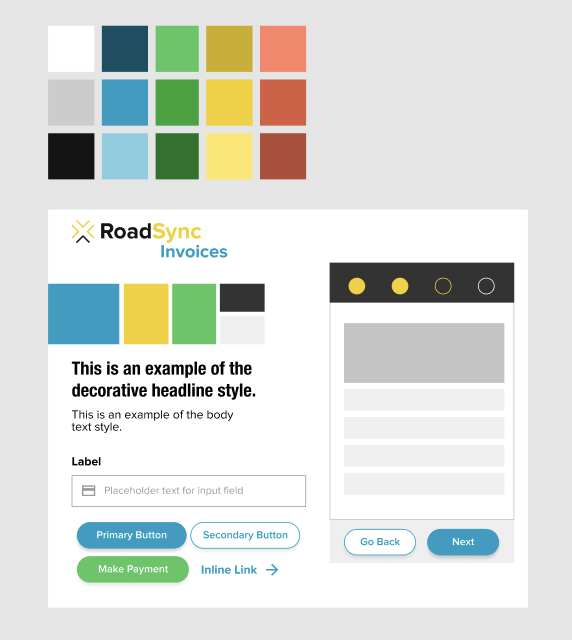 RoadSync
Invoices
This is an example of the
decorative headline style.
This is an example of the body
text style.
Label
Placeholder text for input field
Primary Button
Secondary Button
Make Payment
Inline Link
Go Back
Next